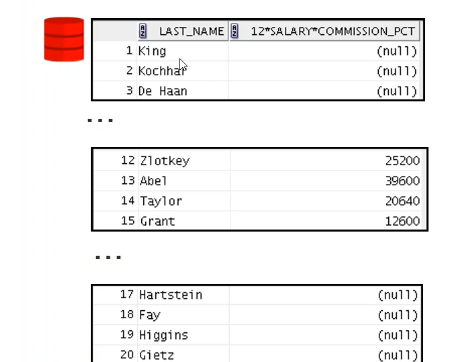 LAST_NAME 12*SALARY*COMMISSION_PCT
1 King (null)
2 Kochhar (null)
3 De Haan (null)
...
12 Zlotkey 25200
13 Abel 39600
14 Taylor 20640
15 Grant 12600
...
17 Hartstein (null)
18 Fay (null)
19 Higgins (null)
20 Gietz (null)